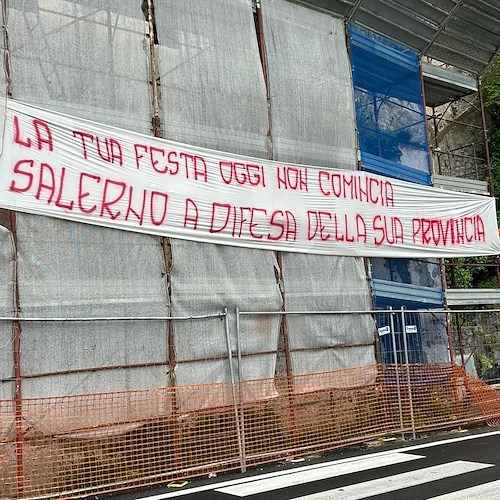 LA TUA FESTA OGGI NON COMINCIA
SALERNO A DIFESA DELLA SUA PROVINCIA